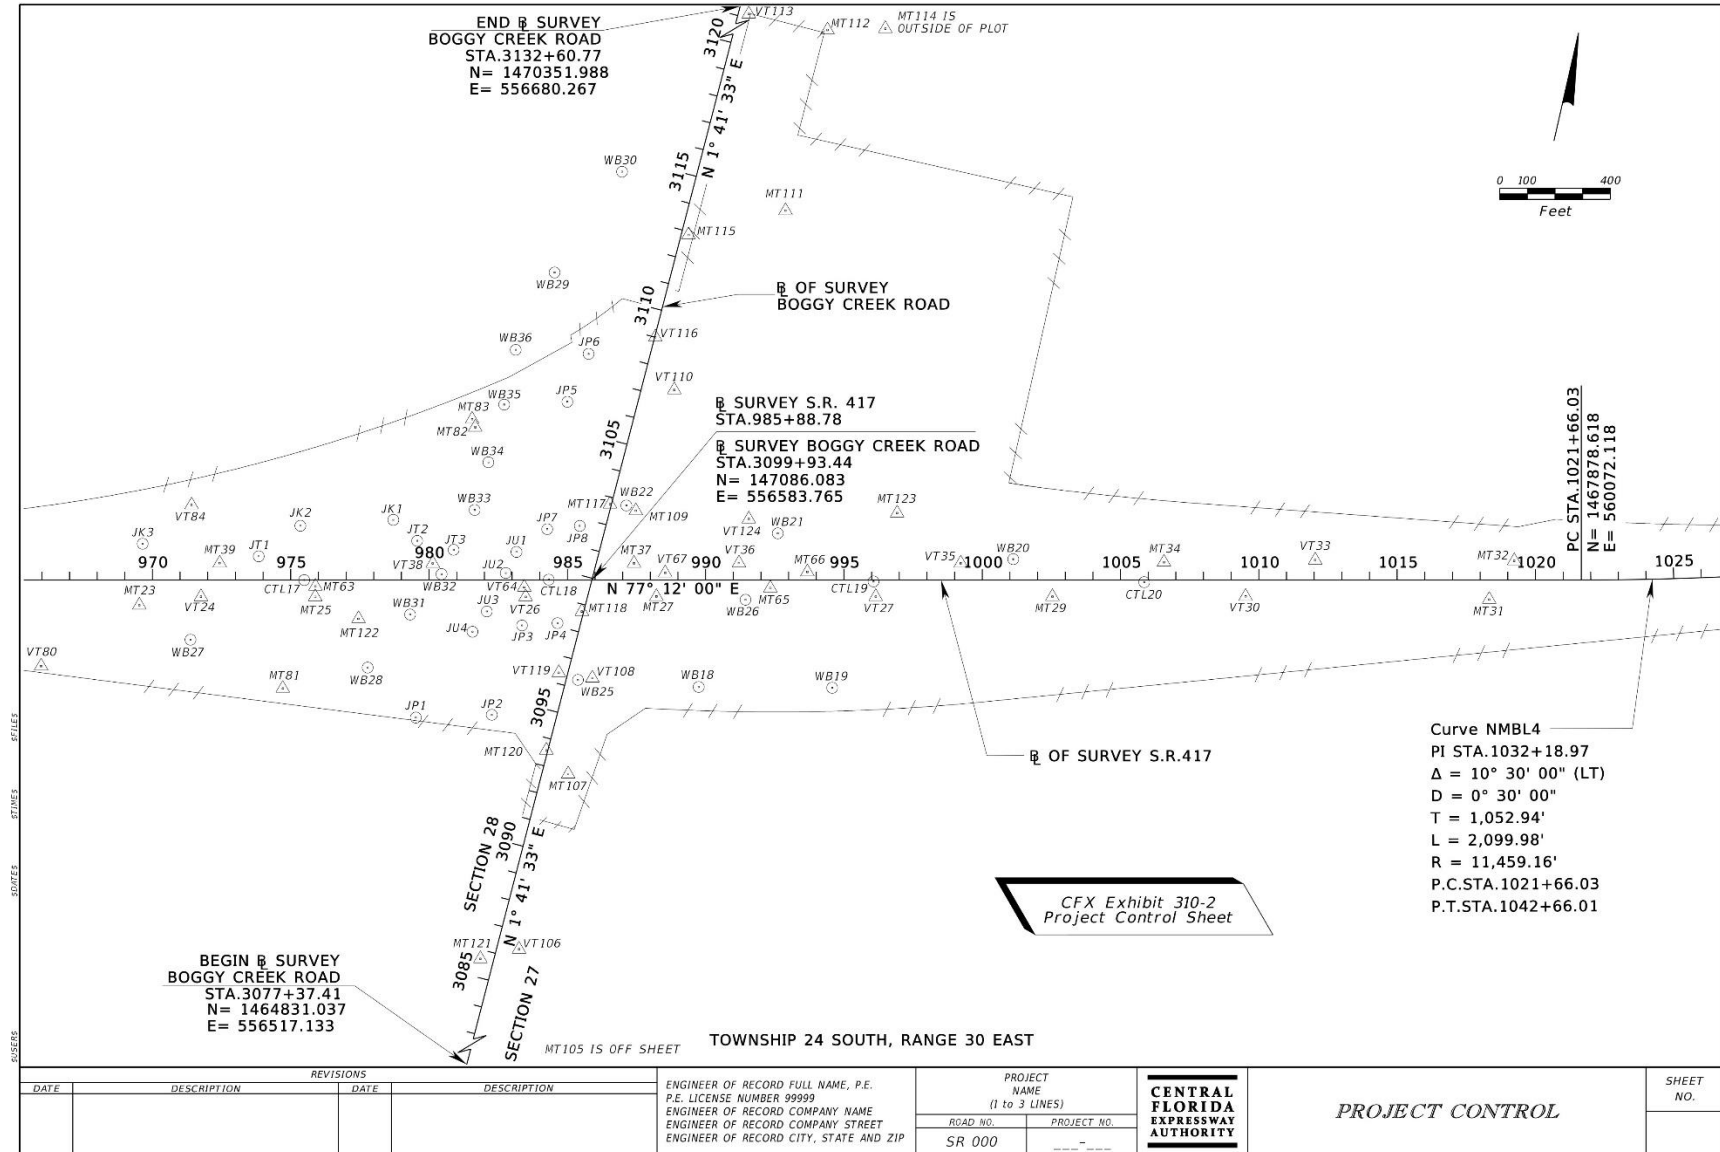 END BL SURVEY
BOGGY CREEK ROAD
STA.3132+60.77
N= 1470351.988
E= 556680.267
3120
VT113
MT112
MT114 IS
OUTSIDE OF PLOT
N 1° 41' 33" E
WB30
3115
MT111
MT115
0 100 400
Feet
WB29
3110
BL OF SURVEY
BOGGY CREEK ROAD
WB36
JP6
VT116
VT110
WB35
JP5
MT83
MT82
3105
BL SURVEY S.R. 417
STA.985+88.78
BL SURVEY BOGGY CREEK ROAD
STA.3099+93.44
N= 147086.083
E= 556583.765
PC STA.1021+66.03
N= 1467878.618
E= 560072.118
WB34
WB33
MT117
WB22
MT109
MT123
VT84
JK2
JK1
JT2
JP7
JP8
VT124
WB21
JK3
JT1
JT3
JU1
970
MT39
975
980
VT38
WB32
JU2
985
MT37
VT67
990
VT36
MT66
995
VT35
WB20
1000
1005
MT34
1010
VT33
1015
MT32
1020
1025
MT23
VT24
CTL17
MT63
MT25
VT64
VT26
CTL18
N 77° 12' 00" E
MT27
WB26
MT65
CTL19
VT27
MT29
CTL20
VT30
MT31
WB31
JU3
MT118
MT122
JU4
JP3
JP4
WB27
VT80
MT81
WB28
VT119
VT108
WB25
WB18
WB19
JP1
JP2
3095
MT120
MT107
BL OF SURVEY S.R.417
Curve NMBL4
PI STA.1032+18.97
Δ = 10° 30' 00" (LT)
D = 0° 30' 00"
T = 1,052.94'
L = 2,099.98'
R = 11,459.16'
P.C.STA.1021+66.03
P.T.STA.1042+66.01
SECTION 28
3090
N 1° 41' 33" E
CFX Exhibit 310-2
Project Control Sheet
MT121
VT106
3085
SECTION 27
BEGIN BL SURVEY
BOGGY CREEK ROAD
STA.3077+37.41
N= 1464831.037
E= 556517.133
MT105 IS OFF SHEET
TOWNSHIP 24 SOUTH, RANGE 30 EAST
$FILE$
$TIME$
$DATE$
$USER$
REVISIONS
DATE DESCRIPTION DATE DESCRIPTION
ENGINEER OF RECORD FULL NAME, P.E.
P.E. LICENSE NUMBER 99999
ENGINEER OF RECORD COMPANY NAME
ENGINEER OF RECORD COMPANY STREET
ENGINEER OF RECORD CITY, STATE AND ZIP
PROJECT
NAME
(1 to 3 LINES)
ROAD NO. PROJECT NO.
SR 000 ___-___
CENTRAL
FLORIDA
EXPRESSWAY
AUTHORITY
PROJECT CONTROL
SHEET
NO.